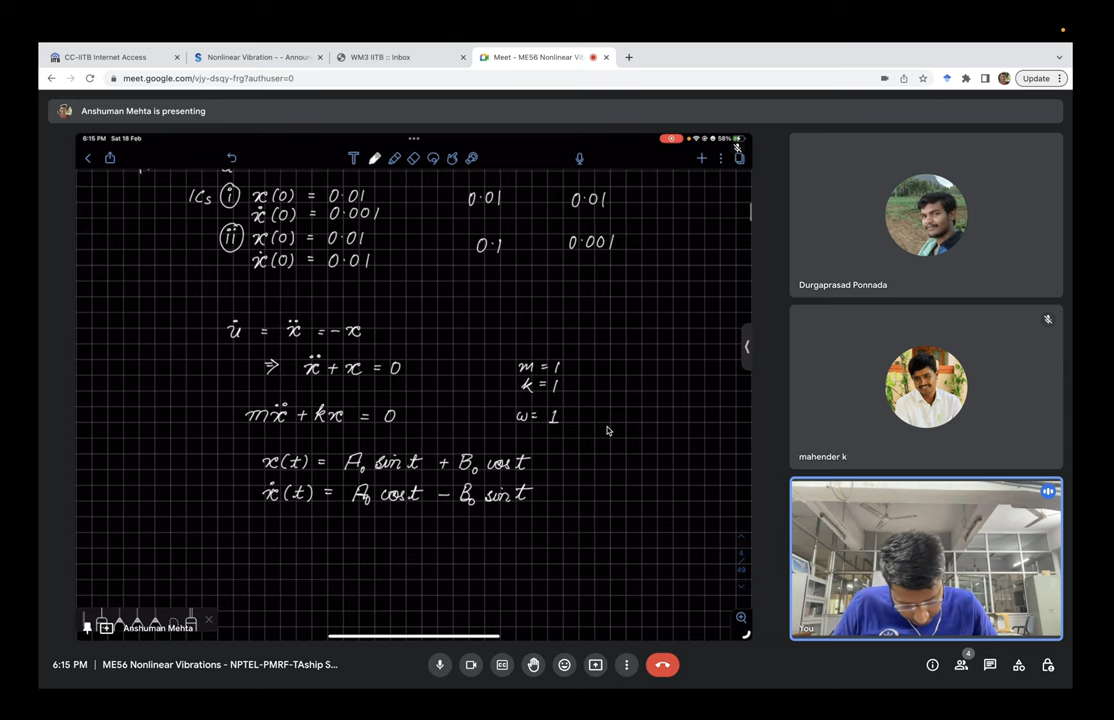 CC-IITB Internet Access
Nonlinear Vibration - - Announ
WM3 IITB :: Inbox
Meet - ME56 Nonlinear Vib
meet.google.com/vjy-dsqy-frg?authuser=0
Update
Anshuman Mehta is presenting
6:15 PM Sat 18 Feb
58%
ICs (i) x(0) = 0.01 0.01 0.01
ẋ(0) = 0.001
(ii) x(0) = 0.01 0.1 0.001
ẋ(0) = 0.01
u̇ = ẍ = -x
⇒ ẍ + x = 0 m = 1
k = 1
mẍ + kx = 0 ω = 1
x(t) = A₀ sin t + B₀ cos t
ẋ(t) = A₀ cos t - B₀ sin t
4
/
49
Anshuman Mehta
Durgaprasad Ponnada
mahender k
You
6:15 PM | ME56 Nonlinear Vibrations - NPTEL-PMRF-TAship S...
4